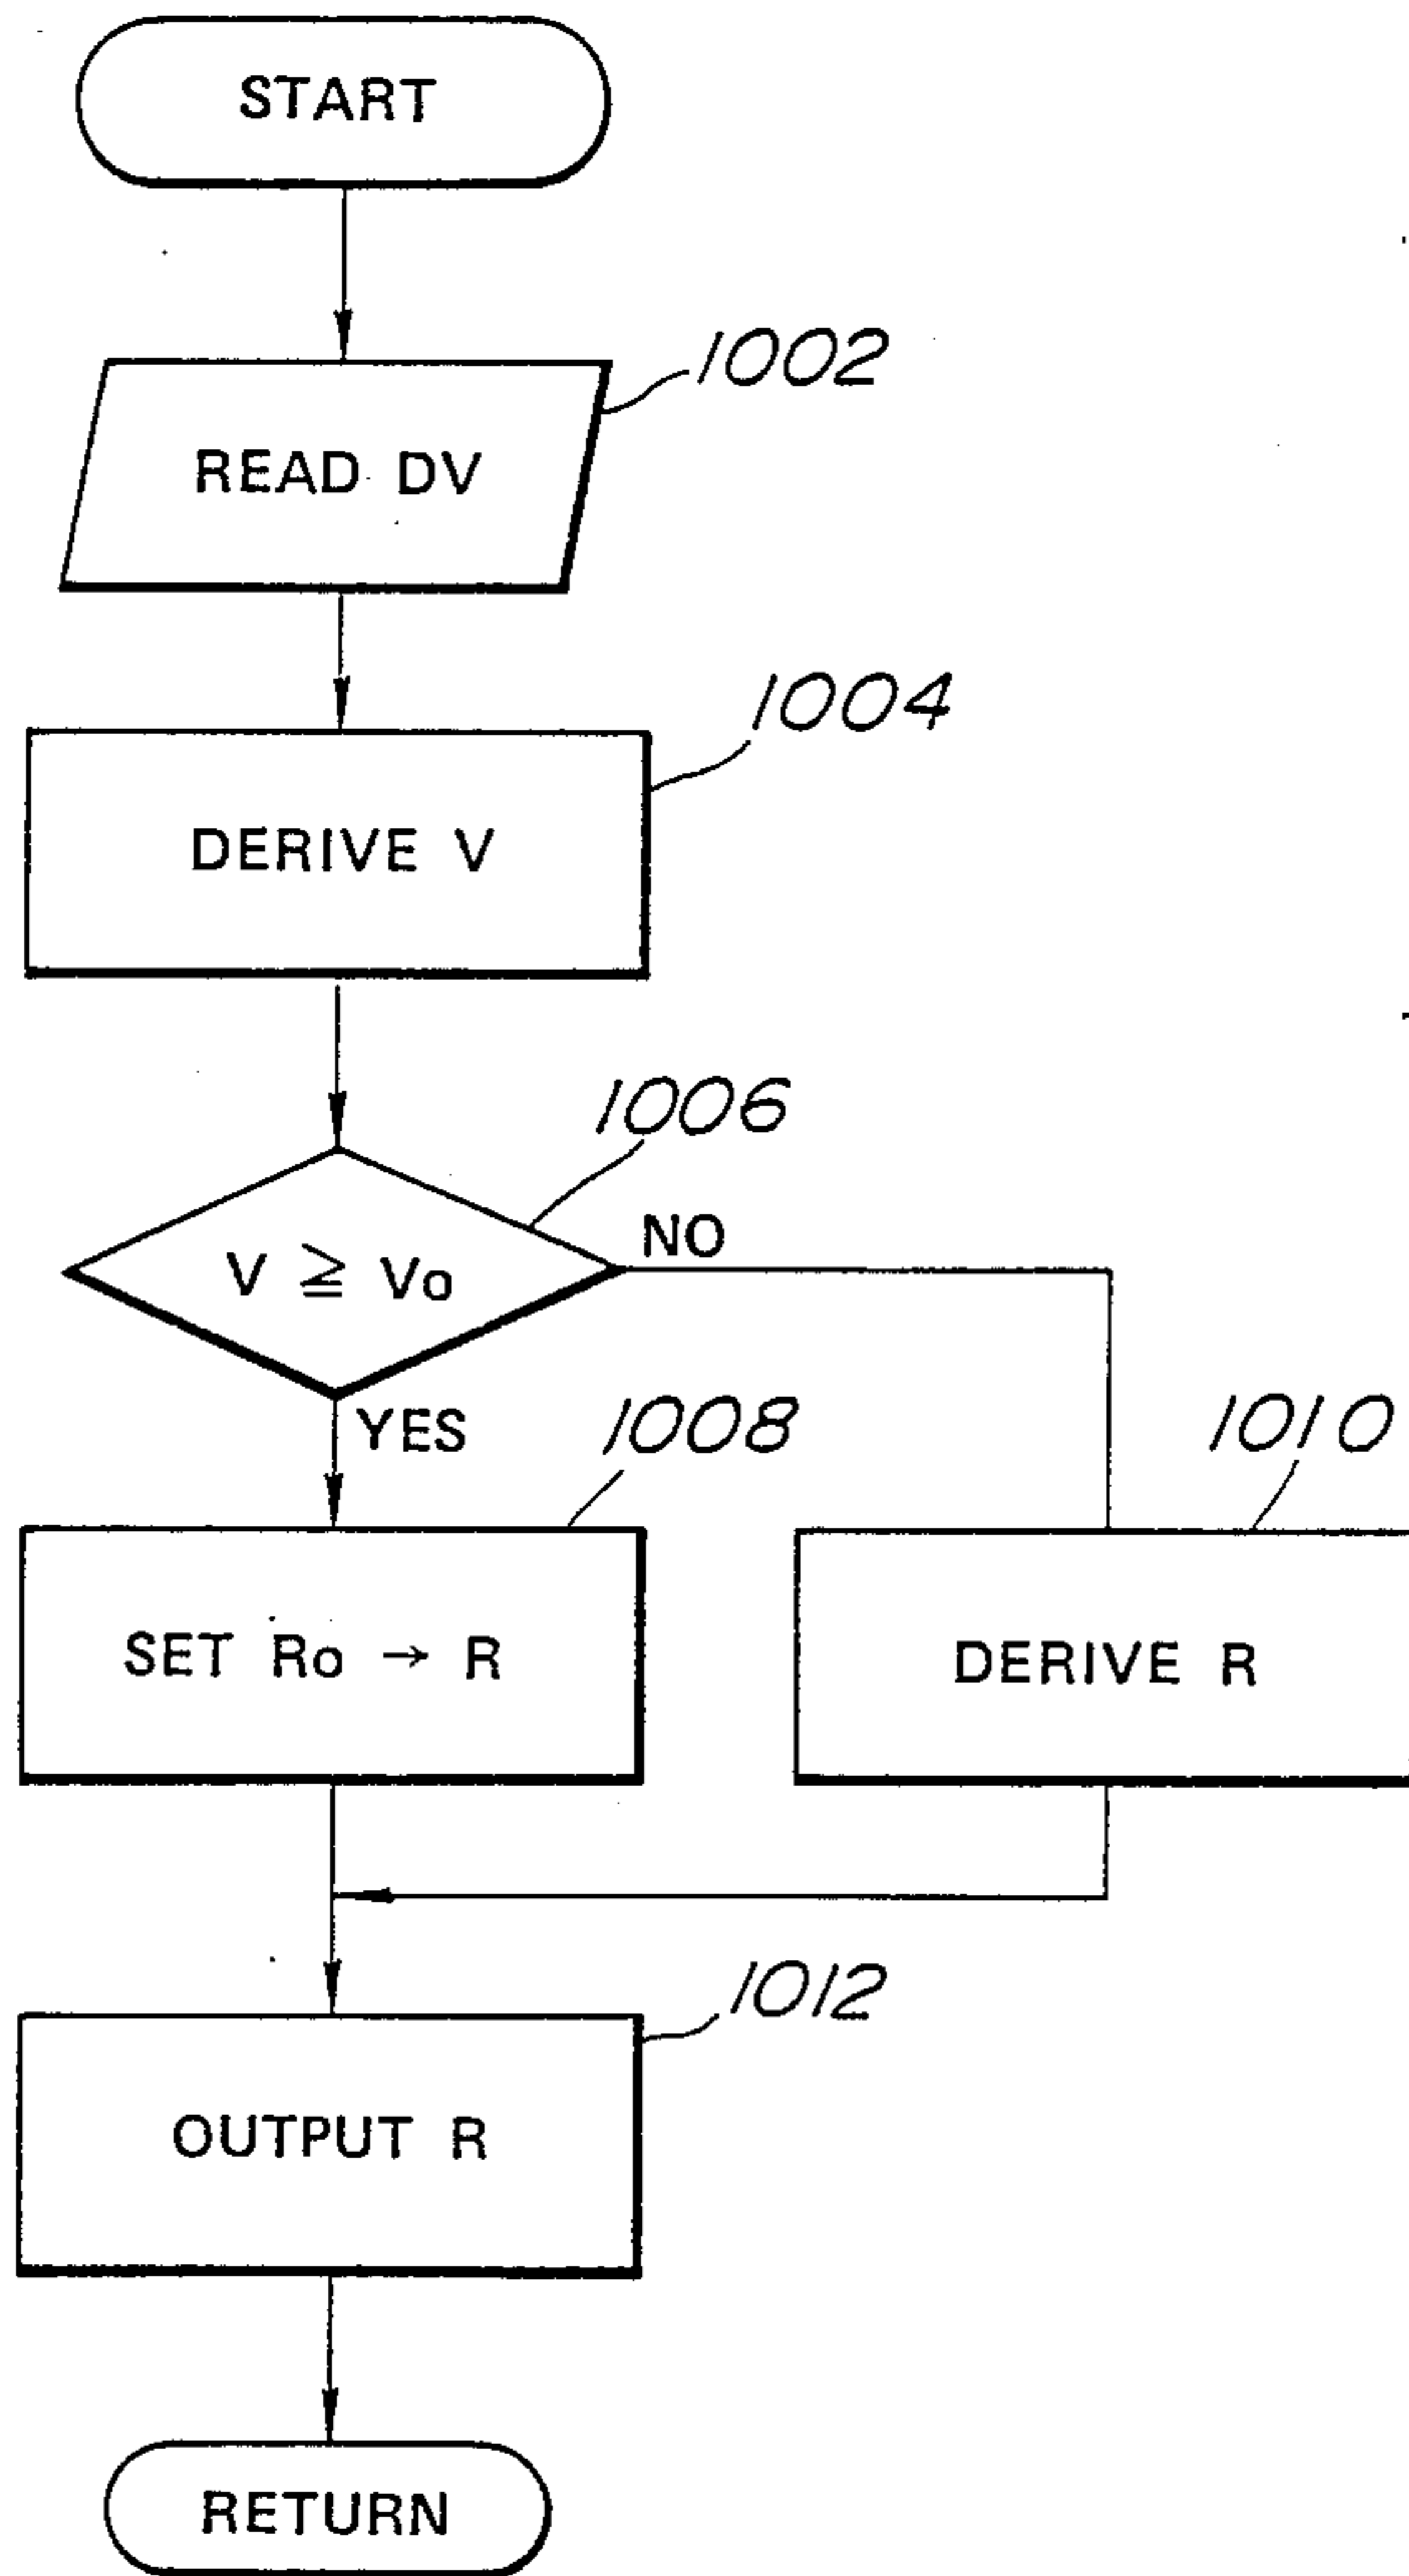 START
1002
READ DV
1004
DERIVE V
1006
V ≧ Vo
NO
YES
1008
1010
SET Ro → R
DERIVE R
1012
OUTPUT R
RETURN